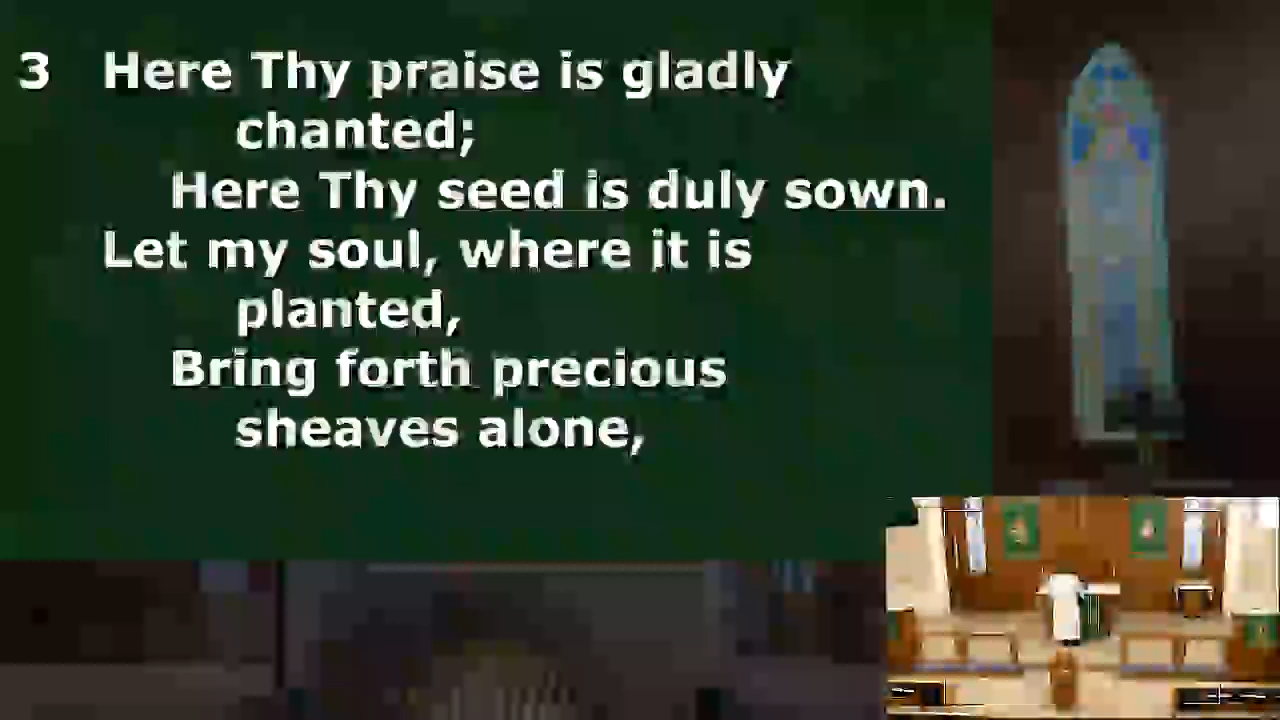 3 Here Thy praise is gladly
chanted;
Here Thy seed is duly sown.
Let my soul, where it is
planted,
Bring forth precious
sheaves alone,